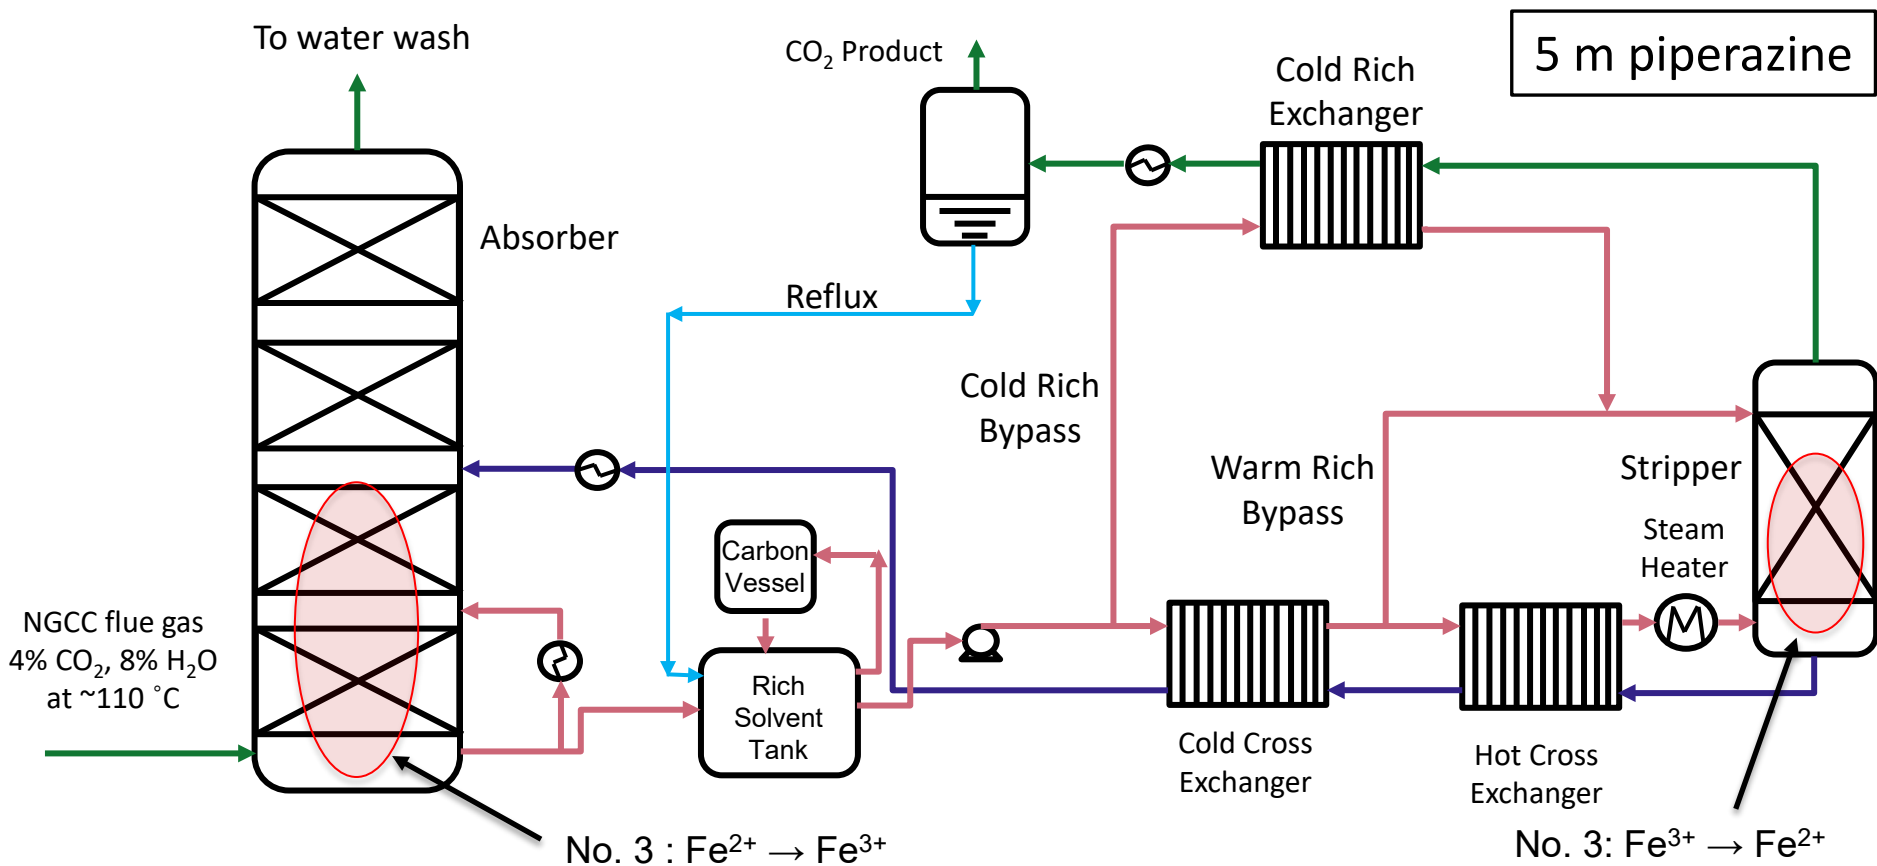 To water wash
CO₂ Product
Cold Rich
Exchanger
5 m piperazine
Absorber
Reflux
Cold Rich
Bypass
Warm Rich
Bypass
Stripper
Steam
Heater
Carbon
Vessel
NGCC flue gas
4% CO₂, 8% H₂O
at ~110 ˚C
Rich
Solvent
Tank
Cold Cross
Exchanger
Hot Cross
Exchanger
No. 3 : Fe²⁺ → Fe³⁺
No. 3: Fe³⁺ → Fe²⁺